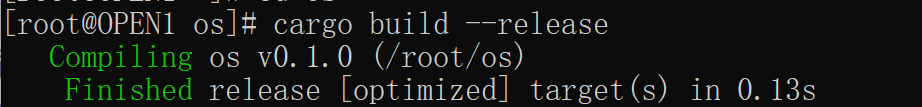 [root@OPEN1 os]# cargo build --release
Compiling os v0.1.0 (/root/os)
Finished release [optimized] target(s) in 0.13s